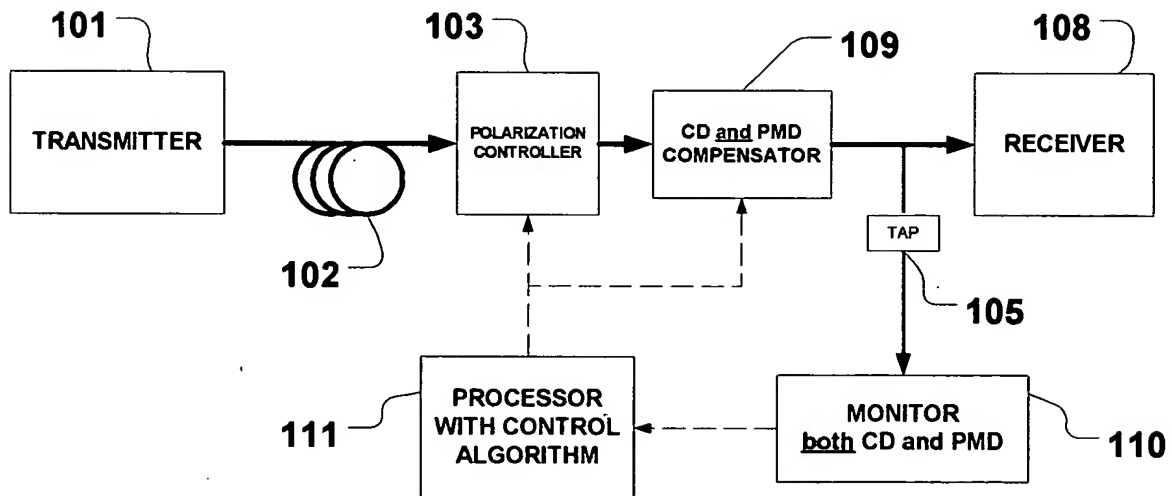 101
103
109
108
TRANSMITTER
POLARIZATION
CONTROLLER
CD and PMD
COMPENSATOR
RECEIVER
TAP
102
105
PROCESSOR
WITH CONTROL
ALGORITHM
111
MONITOR
both CD and PMD
110